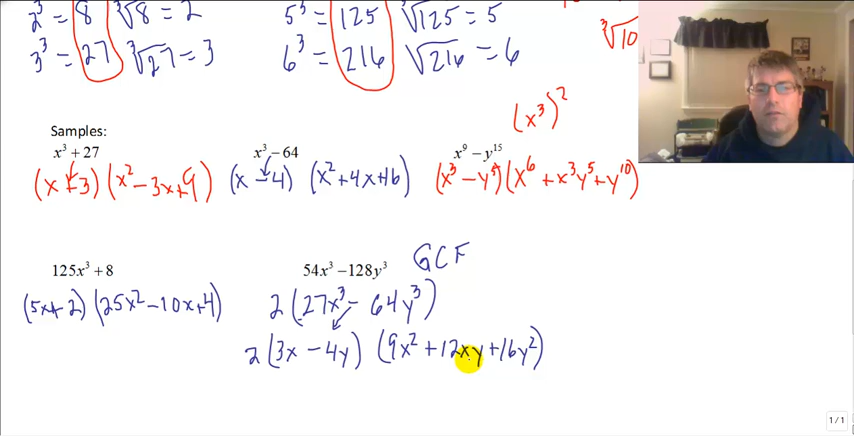 2³ = 8 ∛8 = 2 5³ = 125 ∛125 = 5
3³ = 27 ∛27 = 3 6³ = 216 ∛216 = 6 ∛10
(x³)²
Samples:
x³ + 27 x³ − 64 x⁹ − y¹⁵
(x + 3)(x² − 3x + 9) (x − 4)(x² + 4x + 16) (x³ − y⁵)(x⁶ + x³y⁵ + y¹⁰)
125x³ + 8 54x³ − 128y³ GCF
(5x + 2)(25x² − 10x + 4) 2(27x³ − 64y³)
2(3x − 4y)(9x² + 12xy + 16y²)
1 / 1